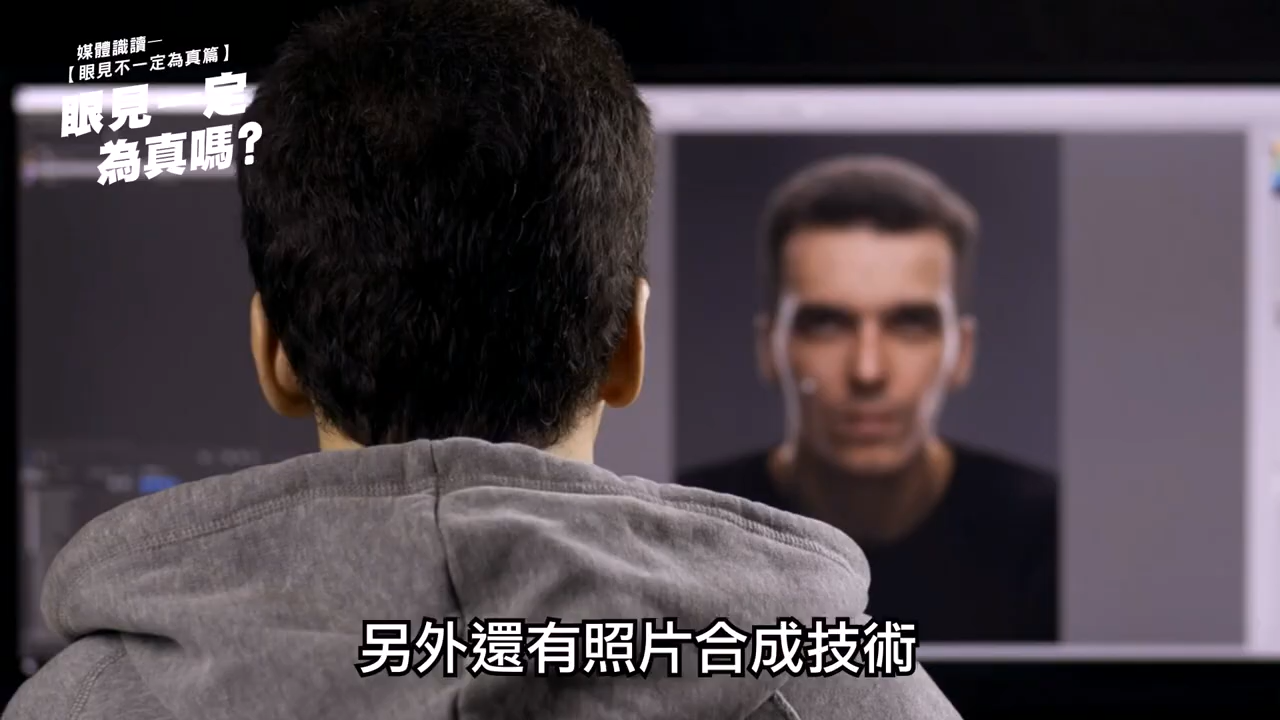 媒體識讀—
【眼見不一定為真篇】
眼見一定
為真嗎?
另外還有照片合成技術